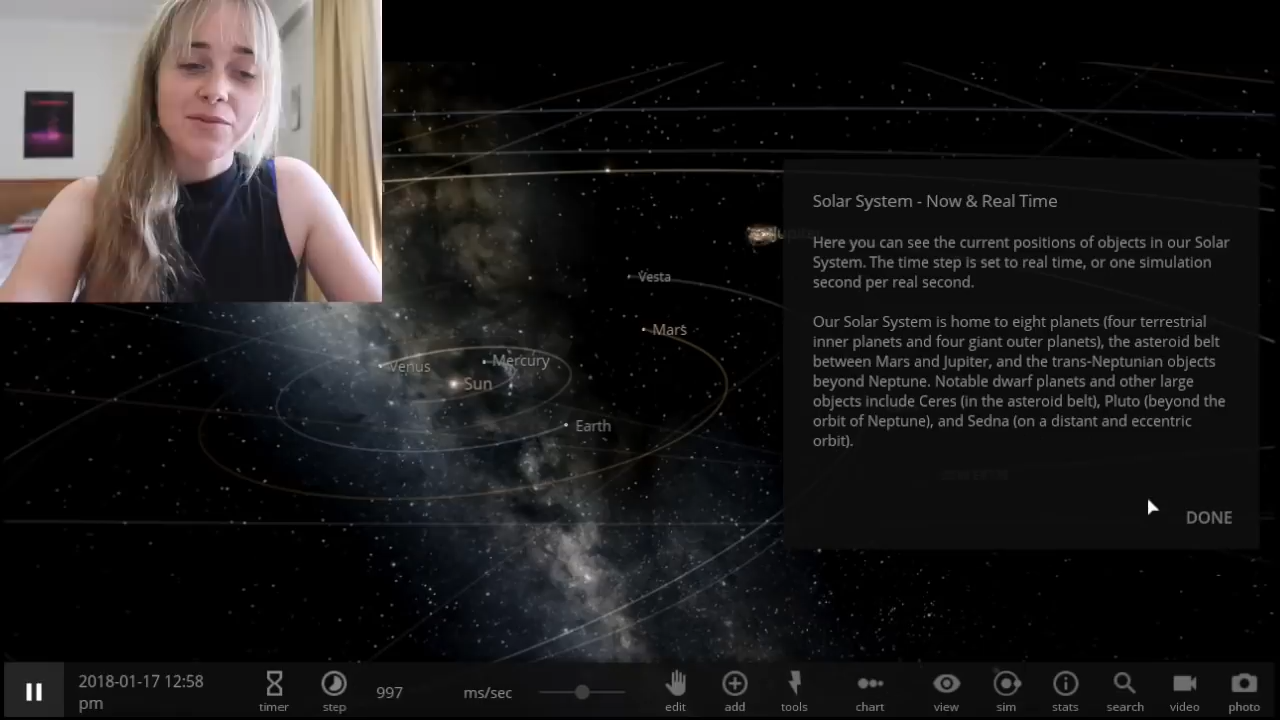 Solar System - Now & Real Time
Here you can see the current positions of objects in our Solar
System. The time step is set to real time, or one simulation
second per real second.
Our Solar System is home to eight planets (four terrestrial
inner planets and four giant outer planets), the asteroid belt
between Mars and Jupiter, and the trans-Neptunian objects
beyond Neptune. Notable dwarf planets and other large
objects include Ceres (in the asteroid belt), Pluto (beyond the
orbit of Neptune), and Sedna (on a distant and eccentric
orbit).
DONE
Jupiter
Vesta
Mars
Venus
Mercury
Sun
Earth
2018-01-17 12:58
pm
timer
step
997
ms/sec
edit
add
tools
chart
view
sim
stats
search
video
photo